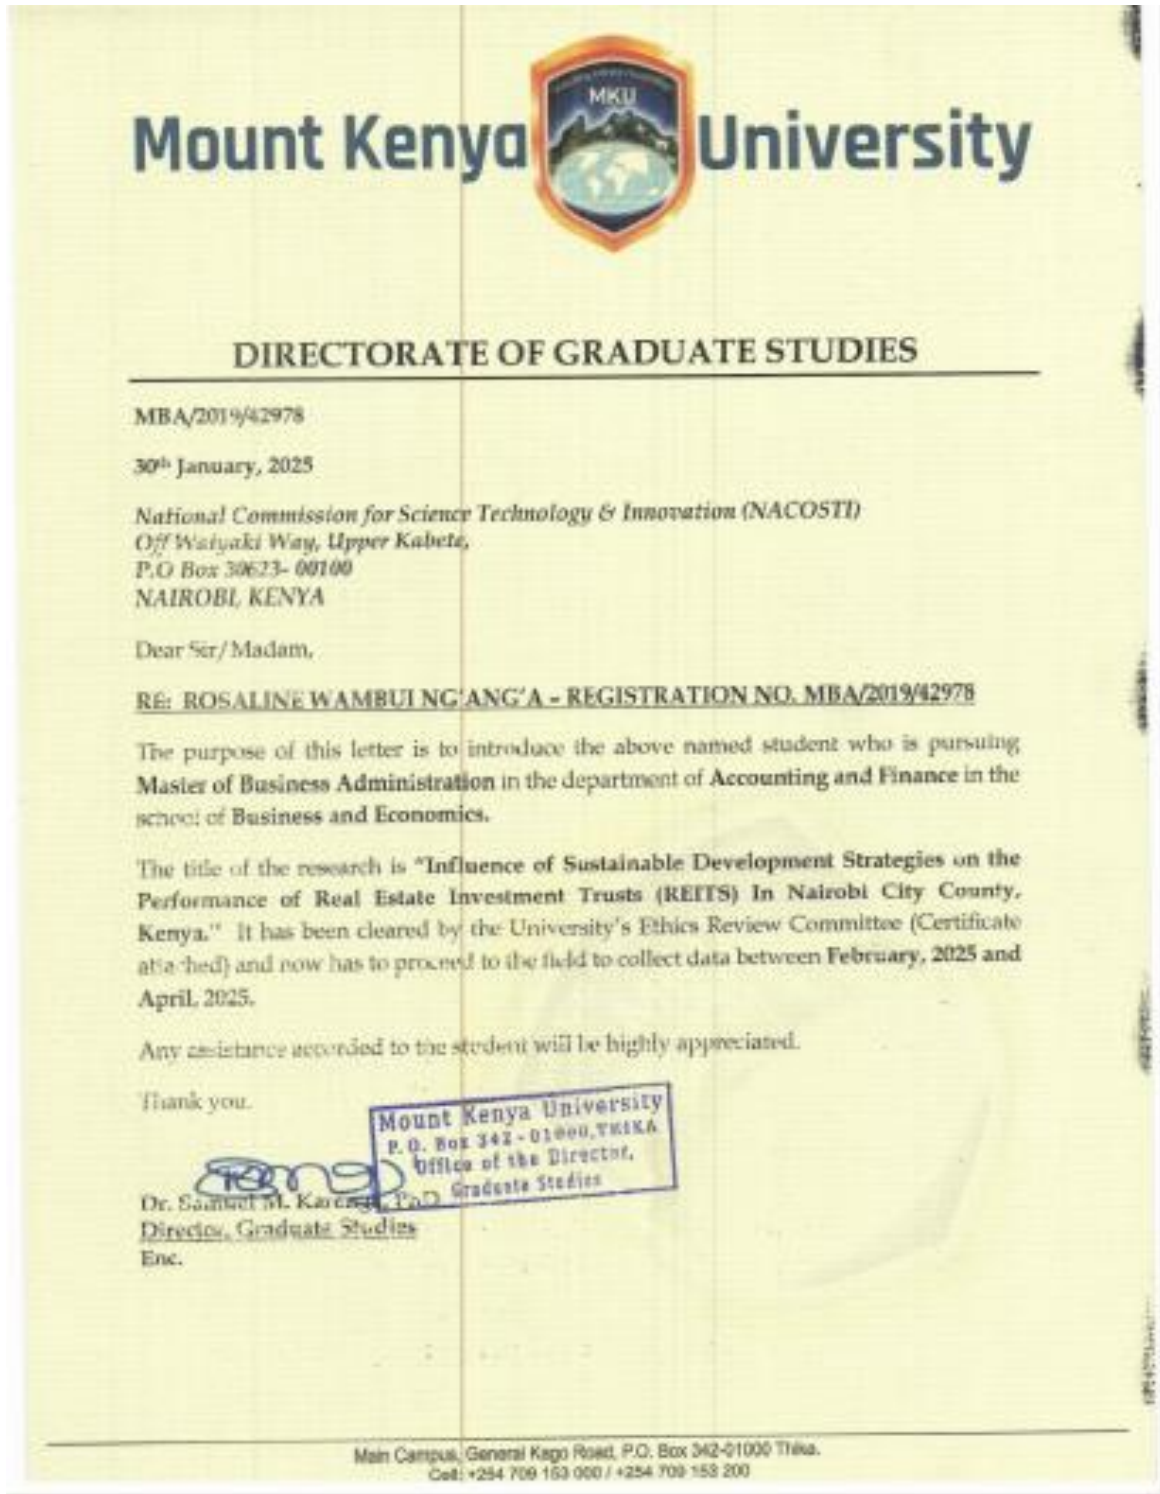 Mount Kenya University
MKU
DIRECTORATE OF GRADUATE STUDIES
MBA/2019/42978
30th January, 2025
National Commission for Science Technology & Innovation (NACOSTI)
Off Waiyaki Way, Upper Kabete,
P.O Box 30623- 00100
NAIROBI, KENYA
Dear Sir/Madam,
RE: ROSALINE WAMBUI NG'ANG'A – REGISTRATION NO. MBA/2019/42978
The purpose of this letter is to introduce the above named student who is pursuing
Master of Business Administration in the department of Accounting and Finance in the
school of Business and Economics.
The title of the research is "Influence of Sustainable Development Strategies on the
Performance of Real Estate Investment Trusts (REITS) In Nairobi City County,
Kenya." It has been cleared by the University's Ethics Review Committee (Certificate
attached) and now has to proceed to the field to collect data between February, 2025 and
April, 2025.
Any assistance accorded to the student will be highly appreciated.
Thank you.
Mount Kenya University
P.O. Box 342-01000, THIKA
Office of the Director,
Graduate Studies
Dr. Samuel M. PhD
Director, Graduate Studies
Enc.
Main Campus, General Kago Road, P.O. Box 342-01000 Thika.
Cell: +254 709 153 000 / +254 709 153 200